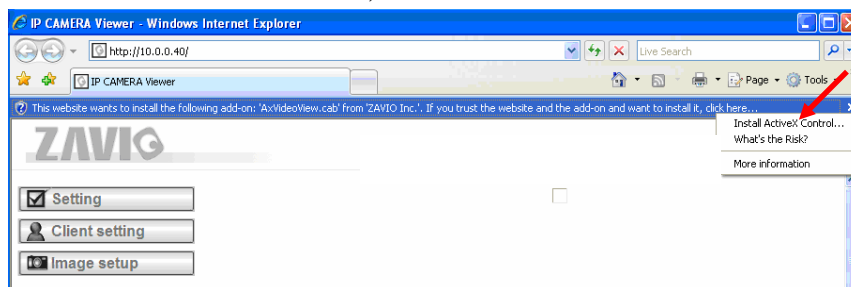 IP CAMERA Viewer - Windows Internet Explorer
http://10.0.0.40/
Live Search
IP CAMERA Viewer
Page
Tools
This website wants to install the following add-on: 'AxVideoView.cab' from 'ZAVIO Inc.'. If you trust the website and the add-on and want to install it, click here...
Install ActiveX Control...
What's the Risk?
More information
ZAVIO
Setting
Client setting
Image setup